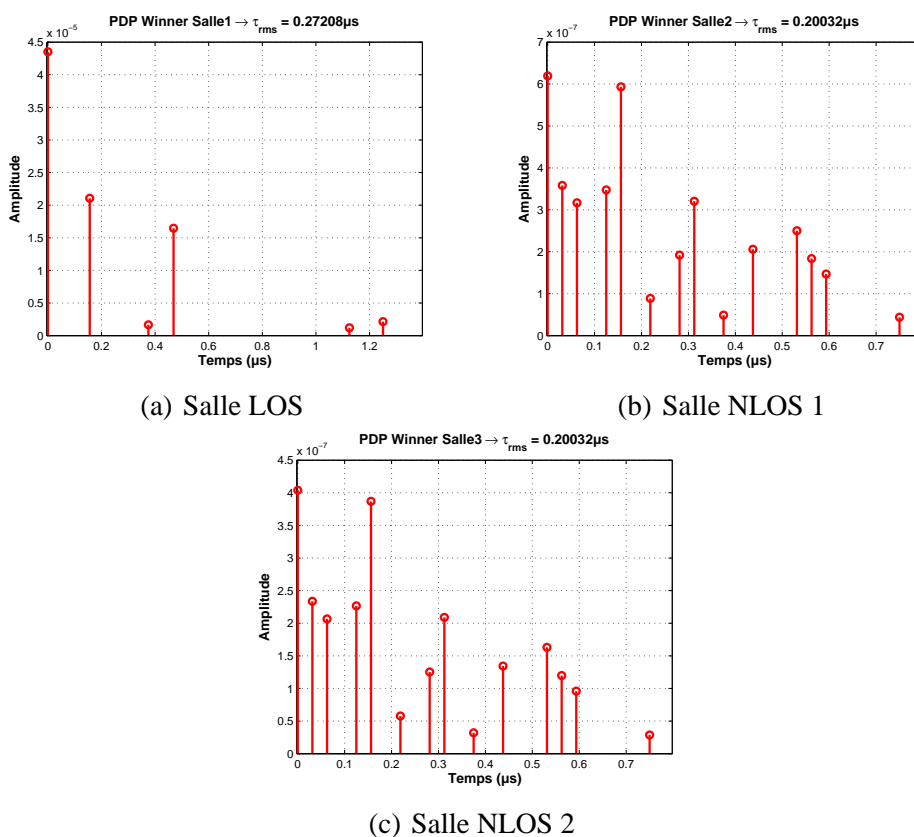 PDP Winner Salle1 → τrms = 0.27208µs
x 10⁻⁵
4.5
4
3.5
3
2.5
2
1.5
1
0.5
0
Amplitude
0 0.2 0.4 0.6 0.8 1 1.2
Temps (µs)
(a) Salle LOS
PDP Winner Salle2 → τrms = 0.20032µs
x 10⁻⁷
7
6
5
4
3
2
1
0
Amplitude
0 0.1 0.2 0.3 0.4 0.5 0.6 0.7
Temps (µs)
(b) Salle NLOS 1
PDP Winner Salle3 → τrms = 0.20032µs
x 10⁻⁷
4.5
4
3.5
3
2.5
2
1.5
1
0.5
0
Amplitude
0 0.1 0.2 0.3 0.4 0.5 0.6 0.7
Temps (µs)
(c) Salle NLOS 2